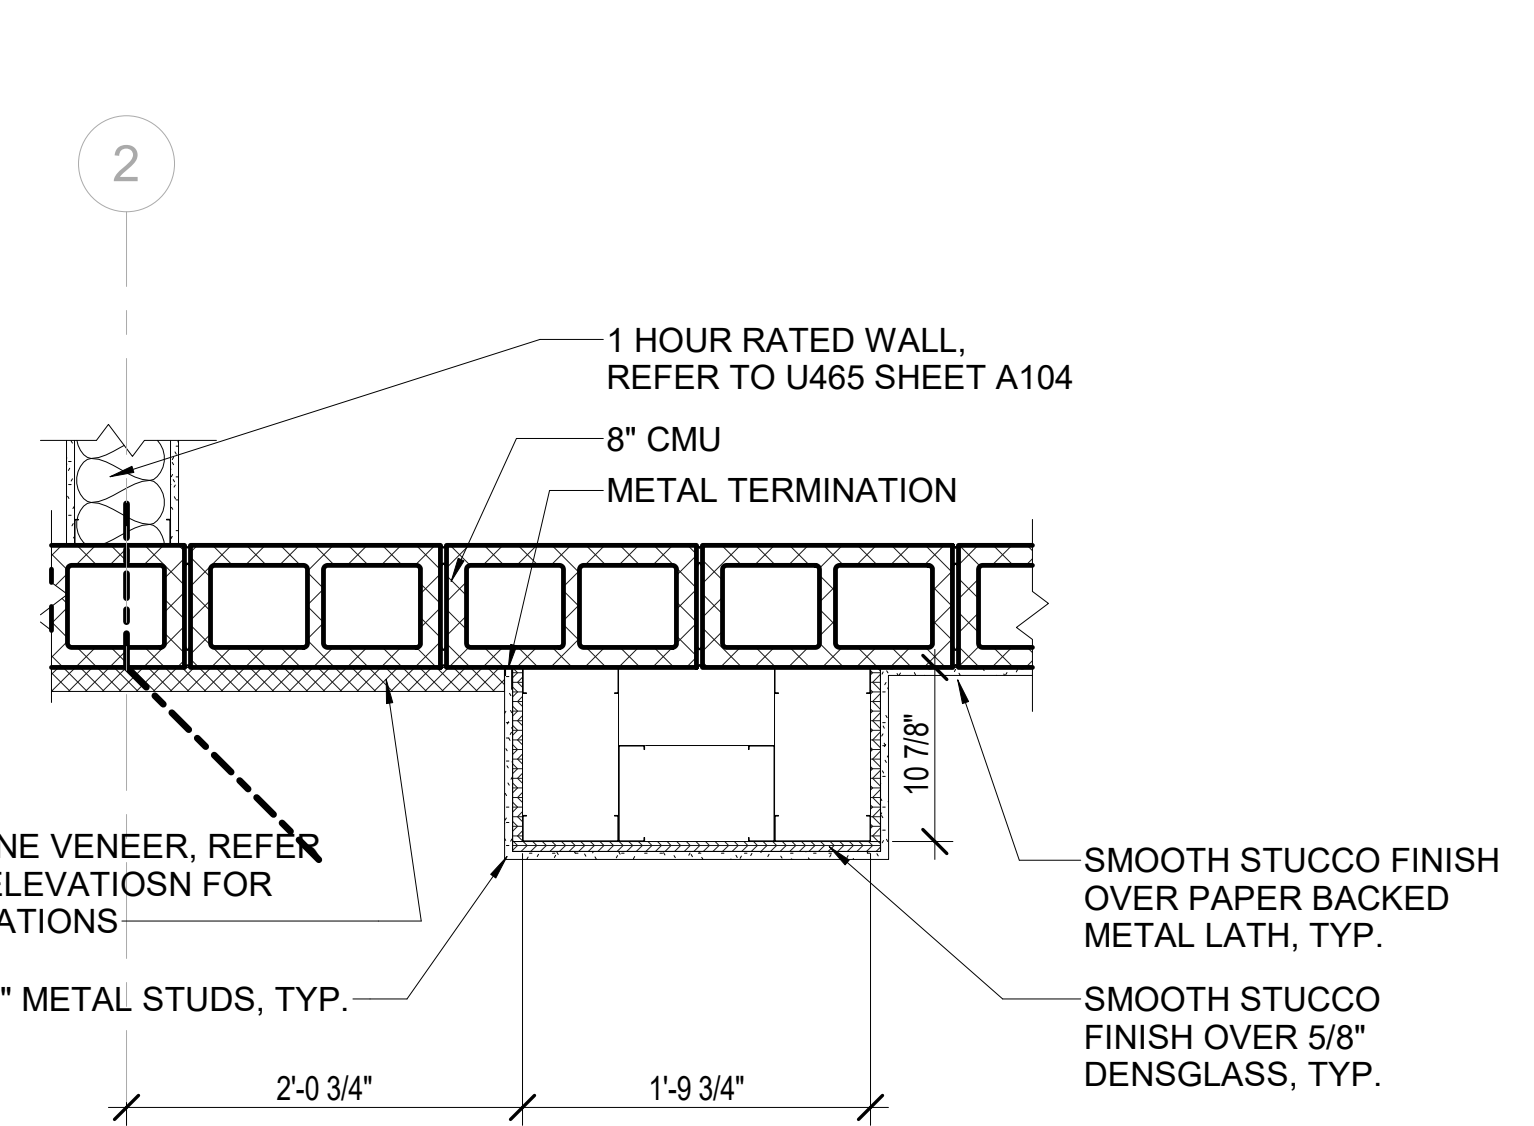 2
1 HOUR RATED WALL,
REFER TO U465 SHEET A104
8" CMU
METAL TERMINATION
10 7/8"
VENEER, REFER
ELEVATIOSN FOR
SMOOTH STUCCO FINISH
OVER PAPER BACKED
METAL LATH, TYP.
" METAL STUDS, TYP.
SMOOTH STUCCO
FINISH OVER 5/8"
DENSGLASS, TYP.
2'-0 3/4"
1'-9 3/4"